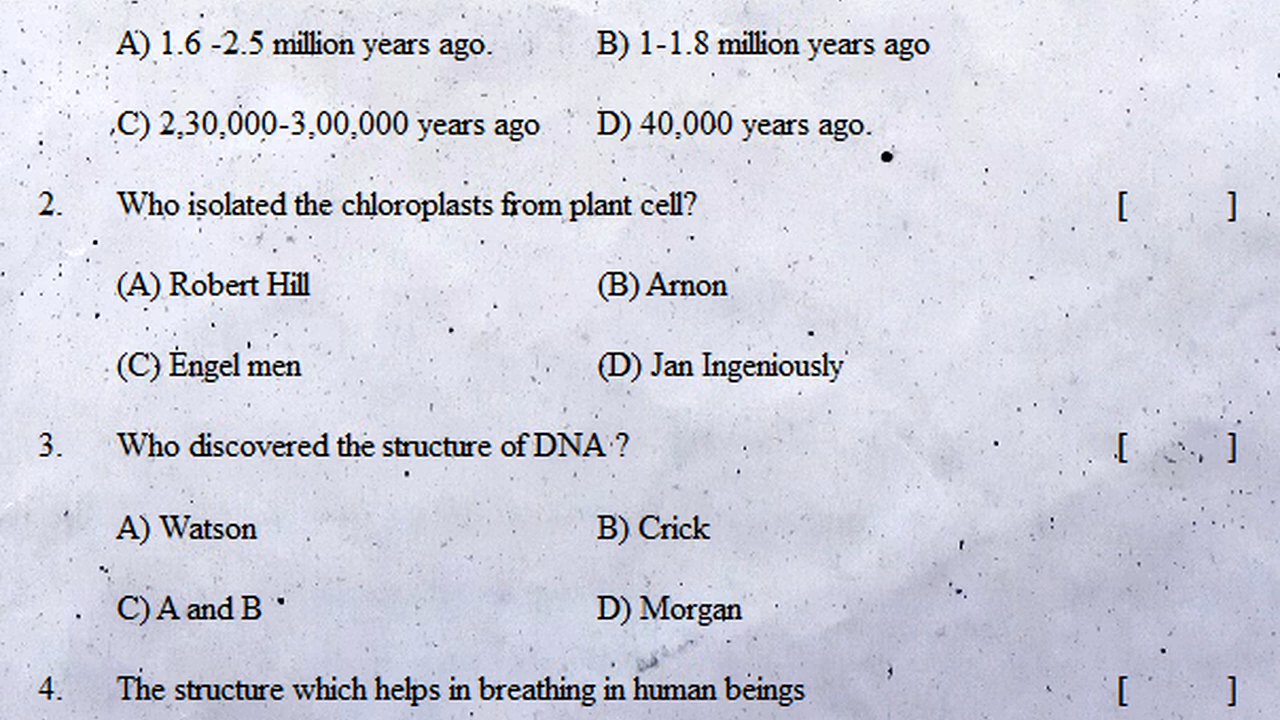 A) 1.6 -2.5 million years ago. B) 1-1.8 million years ago
C) 2,30,000-3,00,000 years ago D) 40,000 years ago.
2. Who isolated the chloroplasts from plant cell? [ ]
(A) Robert Hill (B) Arnon
(C) Engel men (D) Jan Ingeniously
3. Who discovered the structure of DNA ? [ ]
A) Watson B) Crick
C) A and B D) Morgan
4. The structure which helps in breathing in human beings [ ]